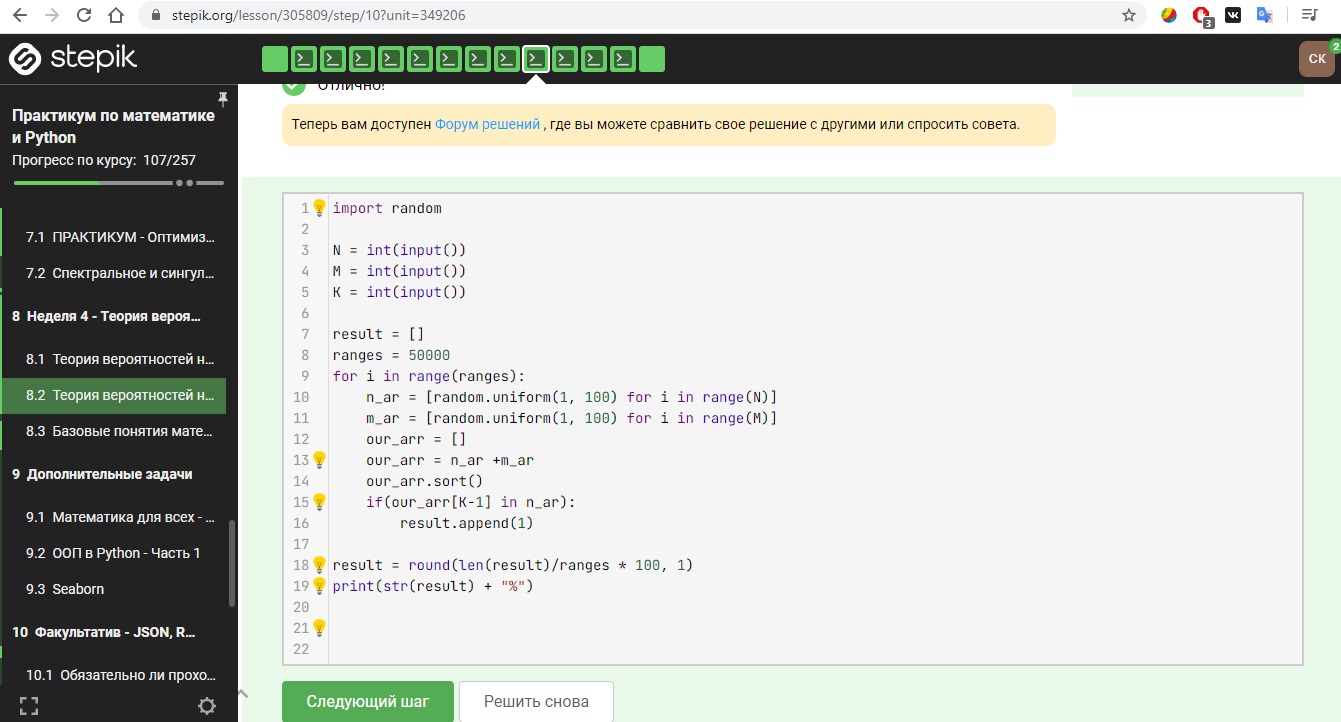 stepik.org/lesson/305809/step/10?unit=349206
3
stepik
СК
2
Практикум по математике
и Python
Прогресс по курсу: 107/257
7.1 ПРАКТИКУМ - Оптимиз...
7.2 Спектральное и сингул...
8 Неделя 4 - Теория вероя...
8.1 Теория вероятностей н...
8.2 Теория вероятностей н...
8.3 Базовые понятия мате...
9 Дополнительные задачи
9.1 Математика для всех - ...
9.2 ООП в Python - Часть 1
9.3 Seaborn
10 Факультатив - JSON, R...
10.1 Обязательно ли прохо...
Отлично!
Теперь вам доступен Форум решений , где вы можете сравнить свое решение с другими или спросить совета.
1 import random
2
3 N = int(input())
4 M = int(input())
5 K = int(input())
6
7 result = []
8 ranges = 50000
9 for i in range(ranges):
10     n_ar = [random.uniform(1, 100) for i in range(N)]
11     m_ar = [random.uniform(1, 100) for i in range(M)]
12     our_arr = []
13     our_arr = n_ar +m_ar
14     our_arr.sort()
15     if(our_arr[K-1] in n_ar):
16         result.append(1)
17
18 result = round(len(result)/ranges * 100, 1)
19 print(str(result) + "%")
20
21
22
Следующий шаг
Решить снова